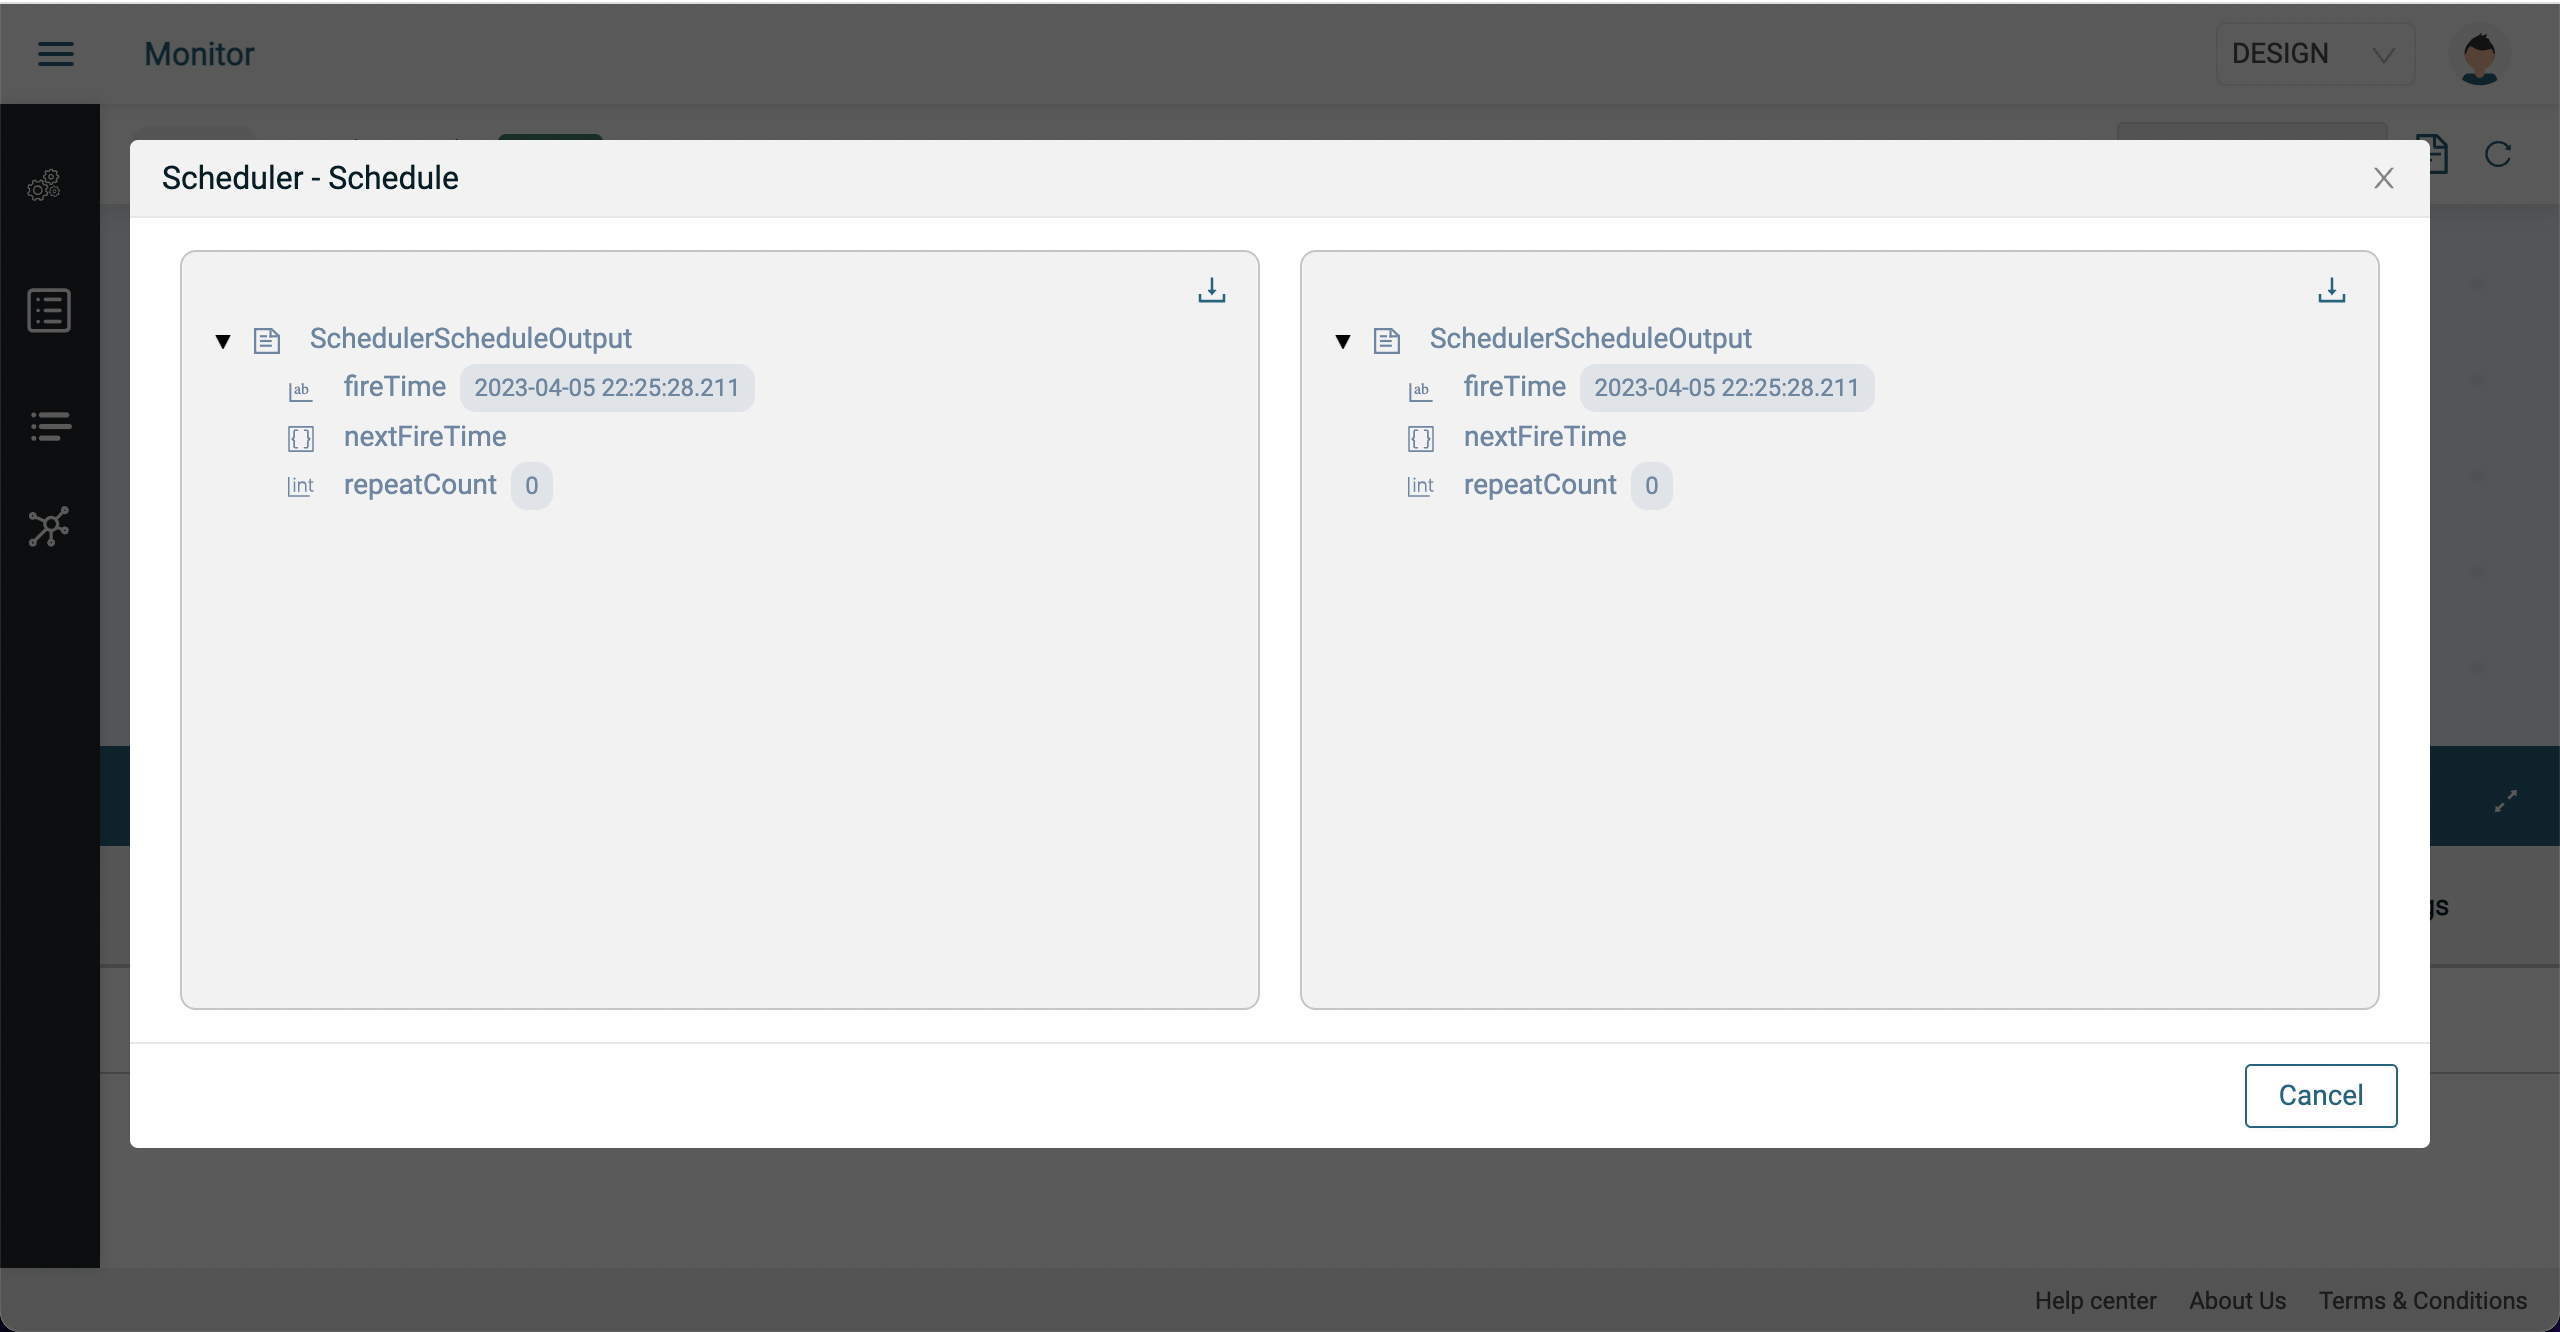 Monitor
DESIGN
Scheduler - Schedule
SchedulerScheduleOutput
ab fireTime 2023-04-05 22:25:28.211
{} nextFireTime
int repeatCount 0
SchedulerScheduleOutput
ab fireTime 2023-04-05 22:25:28.211
{} nextFireTime
int repeatCount 0
Cancel
Help center About Us Terms & Conditions